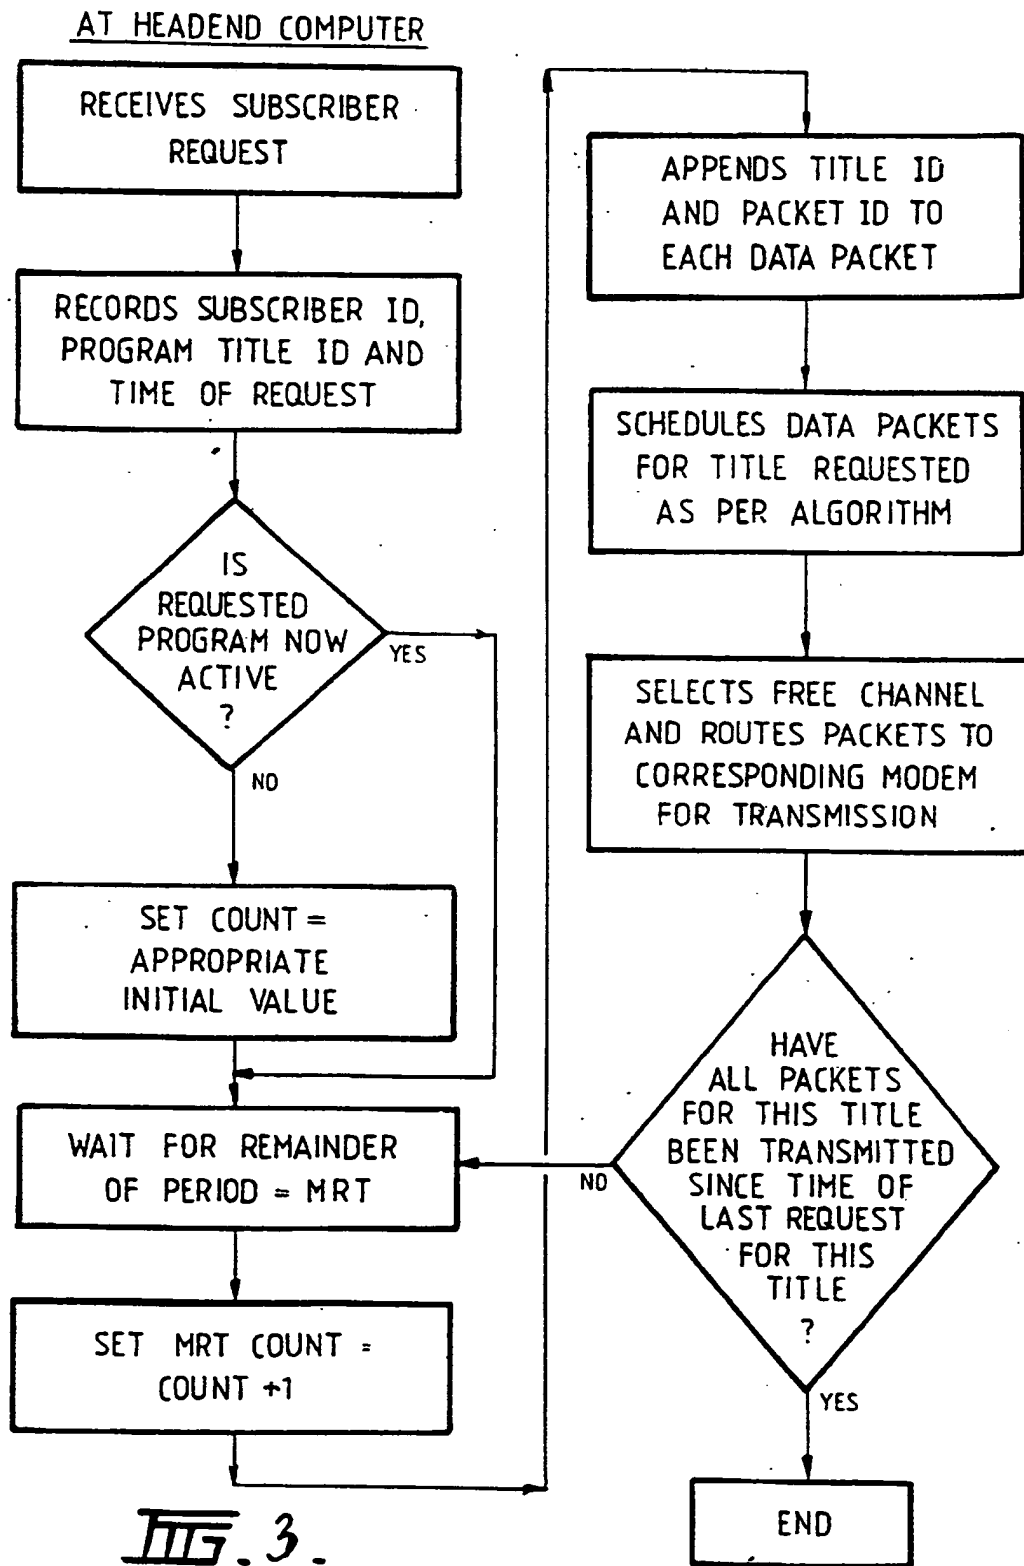 AT HEADEND COMPUTER
RECEIVES SUBSCRIBER
REQUEST
RECORDS SUBSCRIBER ID,
PROGRAM TITLE ID AND
TIME OF REQUEST
IS
REQUESTED
PROGRAM NOW
ACTIVE
?
YES
NO
SET COUNT =
APPROPRIATE
INITIAL VALUE
WAIT FOR REMAINDER
OF PERIOD = MRT
SET MRT COUNT =
COUNT +1
APPENDS TITLE ID
AND PACKET ID TO
EACH DATA PACKET
SCHEDULES DATA PACKETS
FOR TITLE REQUESTED
AS PER ALGORITHM
SELECTS FREE CHANNEL
AND ROUTES PACKETS TO
CORRESPONDING MODEM
FOR TRANSMISSION
HAVE
ALL PACKETS
FOR THIS TITLE
BEEN TRANSMITTED
SINCE TIME OF
LAST REQUEST
FOR THIS
TITLE
?
NO
YES
END
FIG. 3.